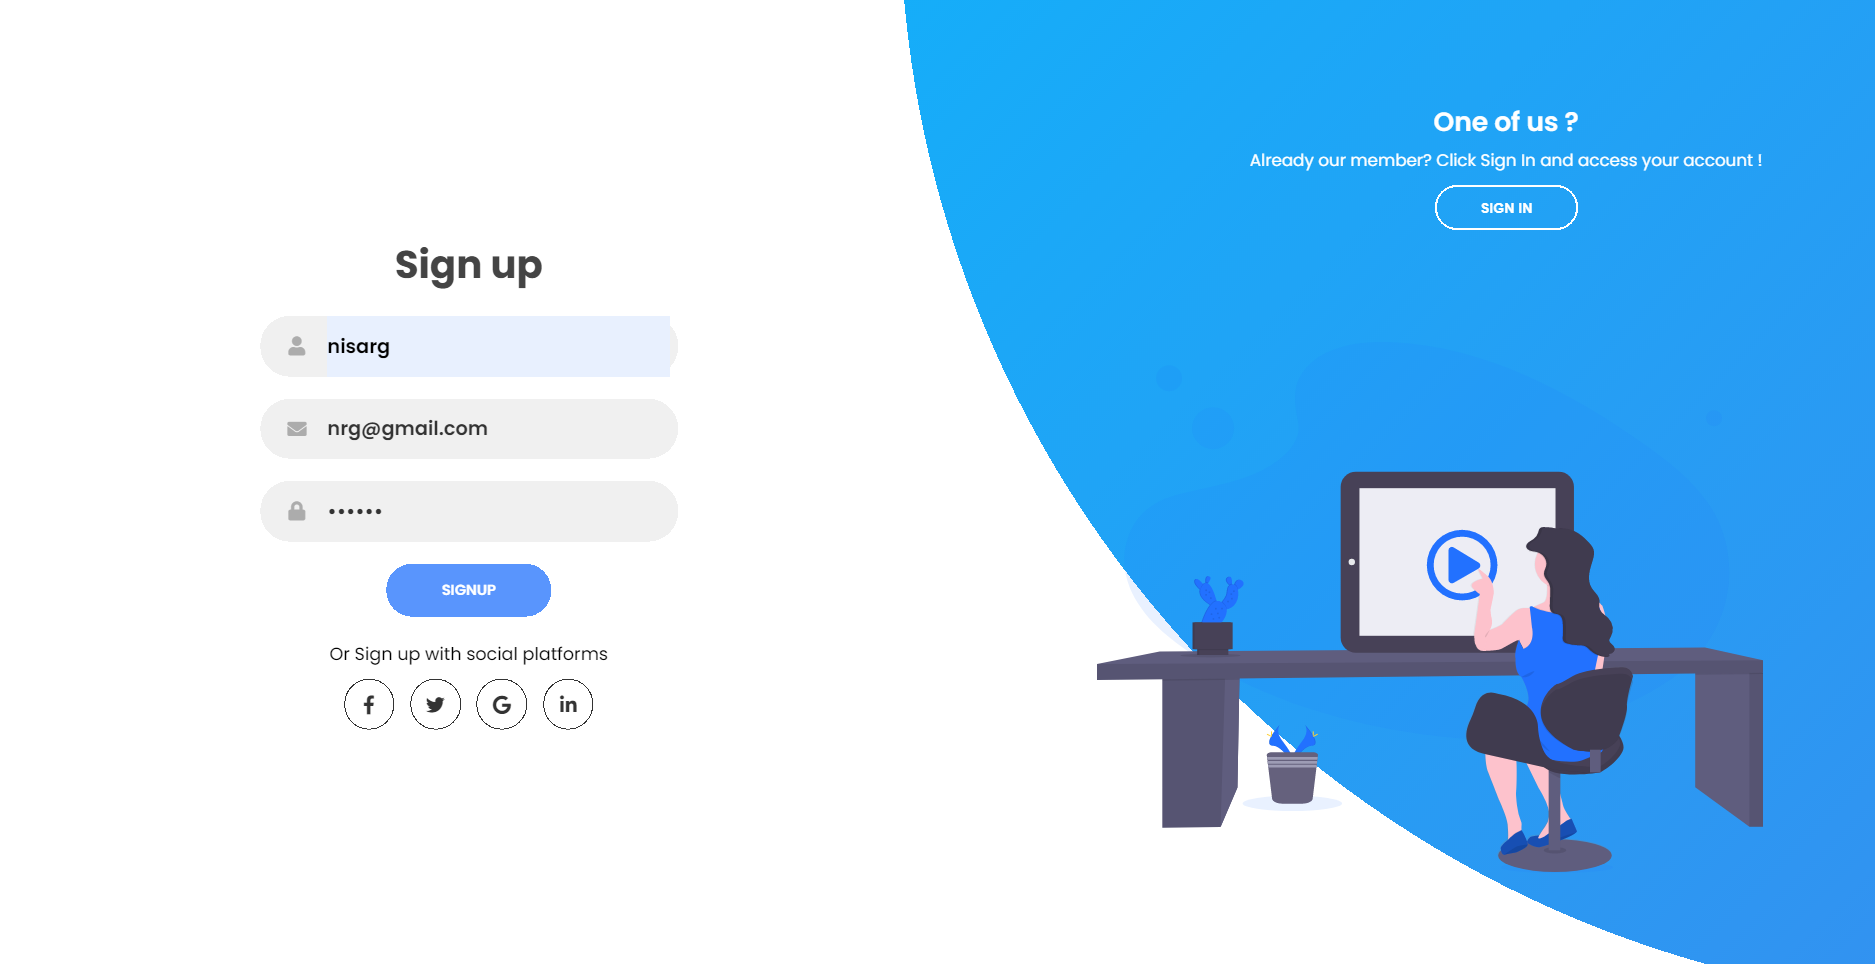 Sign up
nisarg
nrg@gmail.com
••••••
SIGNUP
Or Sign up with social platforms
One of us ?
Already our member? Click Sign In and access your account !
SIGN IN